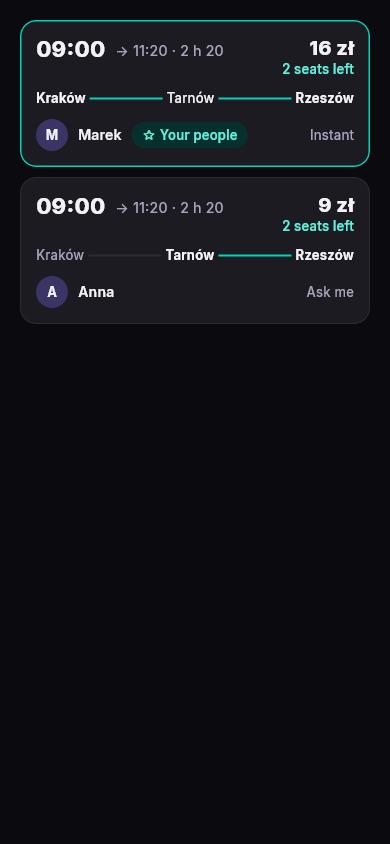 09:00 → 11:20 · 2 h 20 16 zł
2 seats left
Kraków Tarnów Rzeszów
M Marek ☆ Your people Instant
09:00 → 11:20 · 2 h 20 9 zł
2 seats left
Kraków Tarnów Rzeszów
A Anna Ask me